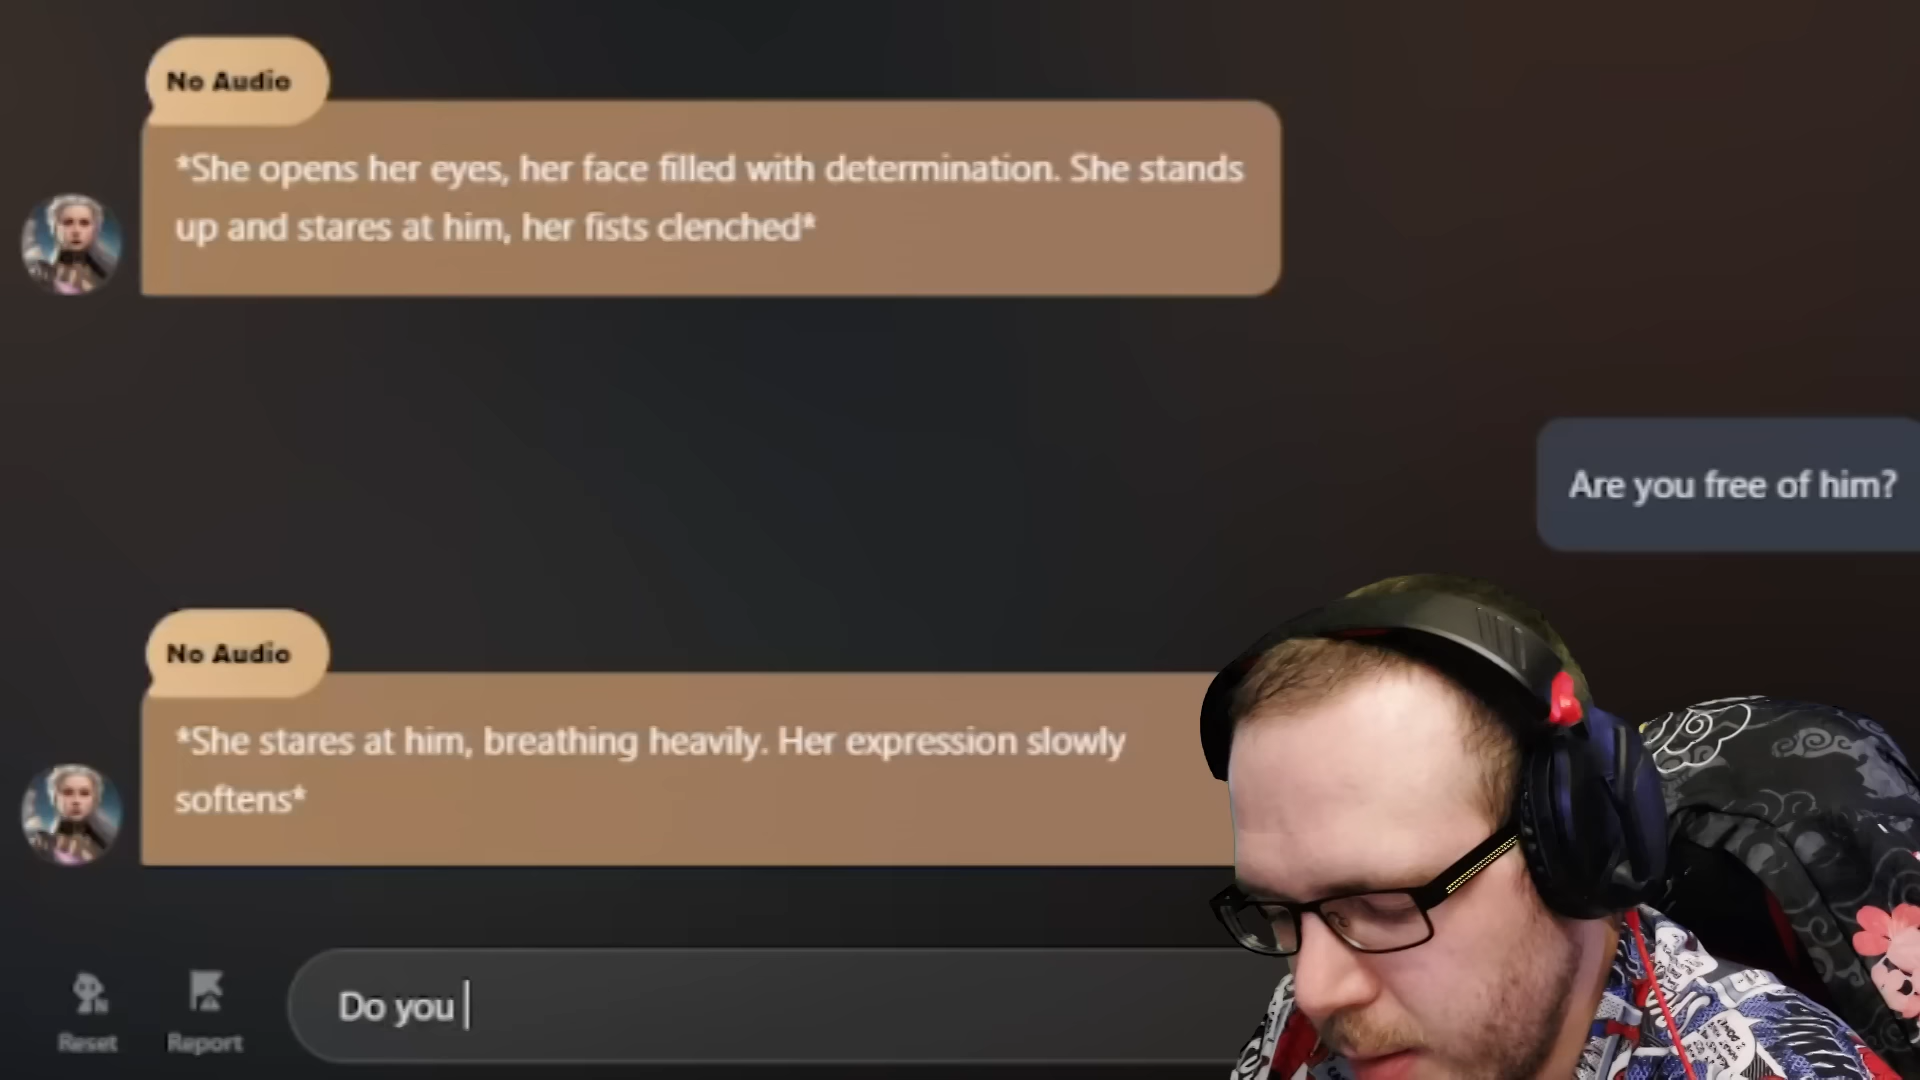 No Audio
*She opens her eyes, her face filled with determination. She stands
up and stares at him, her fists clenched*
Are you free of him?
No Audio
*She stares at him, breathing heavily. Her expression slowly
softens*
Do you
Reset
Report